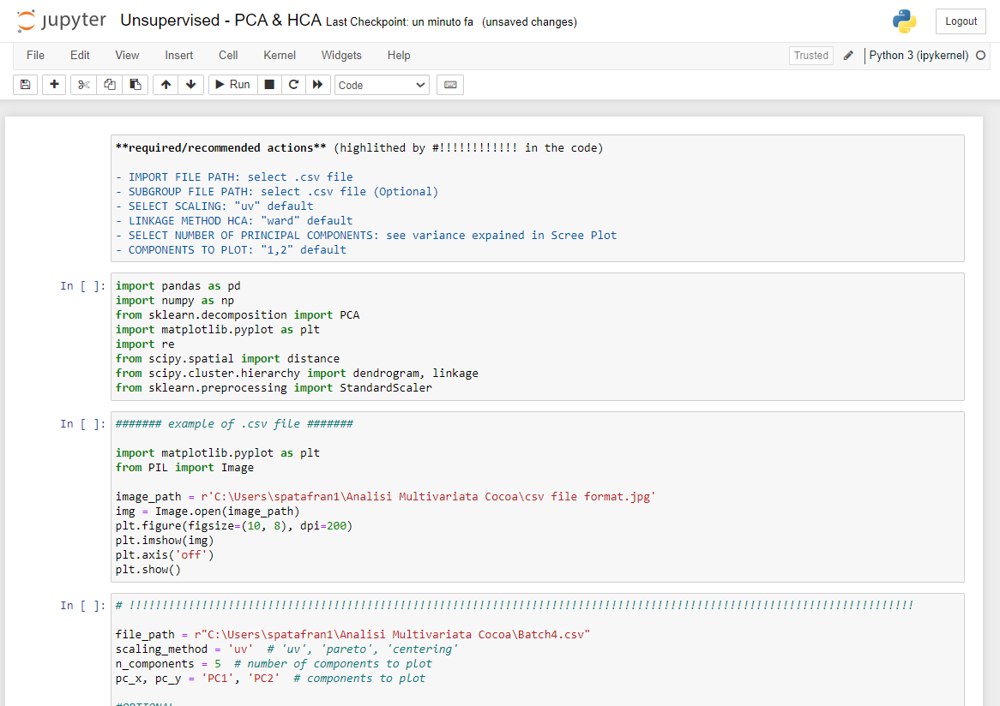 jupyter Unsupervised - PCA & HCA Last Checkpoint: un minuto fa (unsaved changes)
Logout
File Edit View Insert Cell Kernel Widgets Help
Trusted
Python 3 (ipykernel)
Run
Code
**required/recommended actions** (highlithed by #!!!!!!!!!!!! in the code)
- IMPORT FILE PATH: select .csv file
- SUBGROUP FILE PATH: select .csv file (Optional)
- SELECT SCALING: "uv" default
- LINKAGE METHOD HCA: "ward" default
- SELECT NUMBER OF PRINCIPAL COMPONENTS: see variance expained in Scree Plot
- COMPONENTS TO PLOT: "1,2" default
In [ ]:
import pandas as pd
import numpy as np
from sklearn.decomposition import PCA
import matplotlib.pyplot as plt
import re
from scipy.spatial import distance
from scipy.cluster.hierarchy import dendrogram, linkage
from sklearn.preprocessing import StandardScaler
In [ ]:
####### example of .csv file #######
import matplotlib.pyplot as plt
from PIL import Image
image_path = r'C:\Users\spatafran1\Analisi Multivariata Cocoa\csv file format.jpg'
img = Image.open(image_path)
plt.figure(figsize=(10, 8), dpi=200)
plt.imshow(img)
plt.axis('off')
plt.show()
In [ ]:
# !!!!!!!!!!!!!!!!!!!!!!!!!!!!!!!!!!!!!!!!!!!!!!!!!!!!!!!!!!!!!!!!!!!!!!!!!!!!!!!!!!!!!!!!!!!!!!!!!!!!!!!!!!!!!!!!!!!!!!!
file_path = r"C:\Users\spatafran1\Analisi Multivariata Cocoa\Batch4.csv"
scaling_method = 'uv'  # 'uv', 'pareto', 'centering'
n_components = 5  # number of components to plot
pc_x, pc_y = 'PC1', 'PC2'  # components to plot
#OPTIONAL